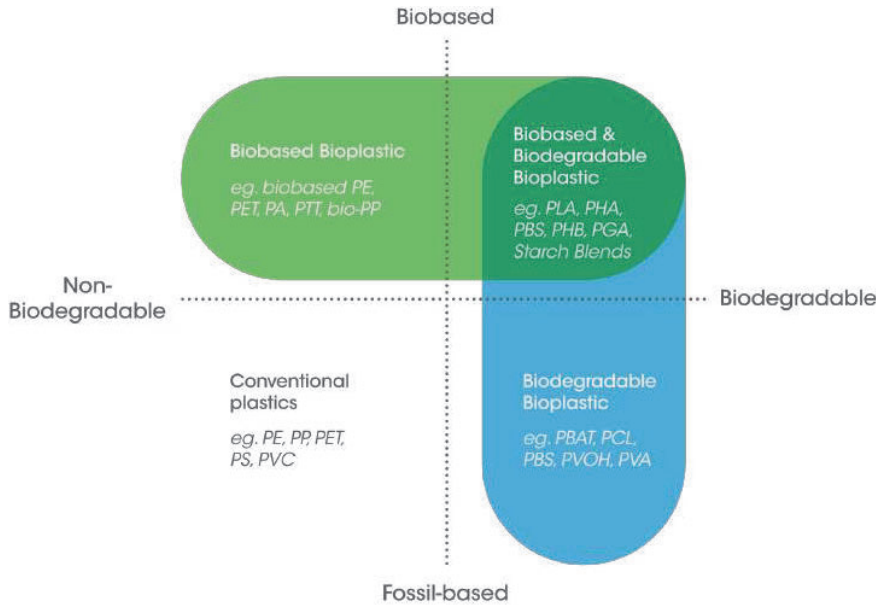 Biobased
Biobased Bioplastic
eg. biobased PE,
PET, PA, PTT, bio-PP
Biobased &
Biodegradable
Bioplastic
eg. PLA, PHA,
PBS, PHB, PGA,
Starch Blends
Non-
Biodegradable
Biodegradable
Conventional
plastics
eg. PE, PP, PET,
PS, PVC
Biodegradable
Bioplastic
eg. PBAT, PCL,
PBS, PVOH, PVA
Fossil-based